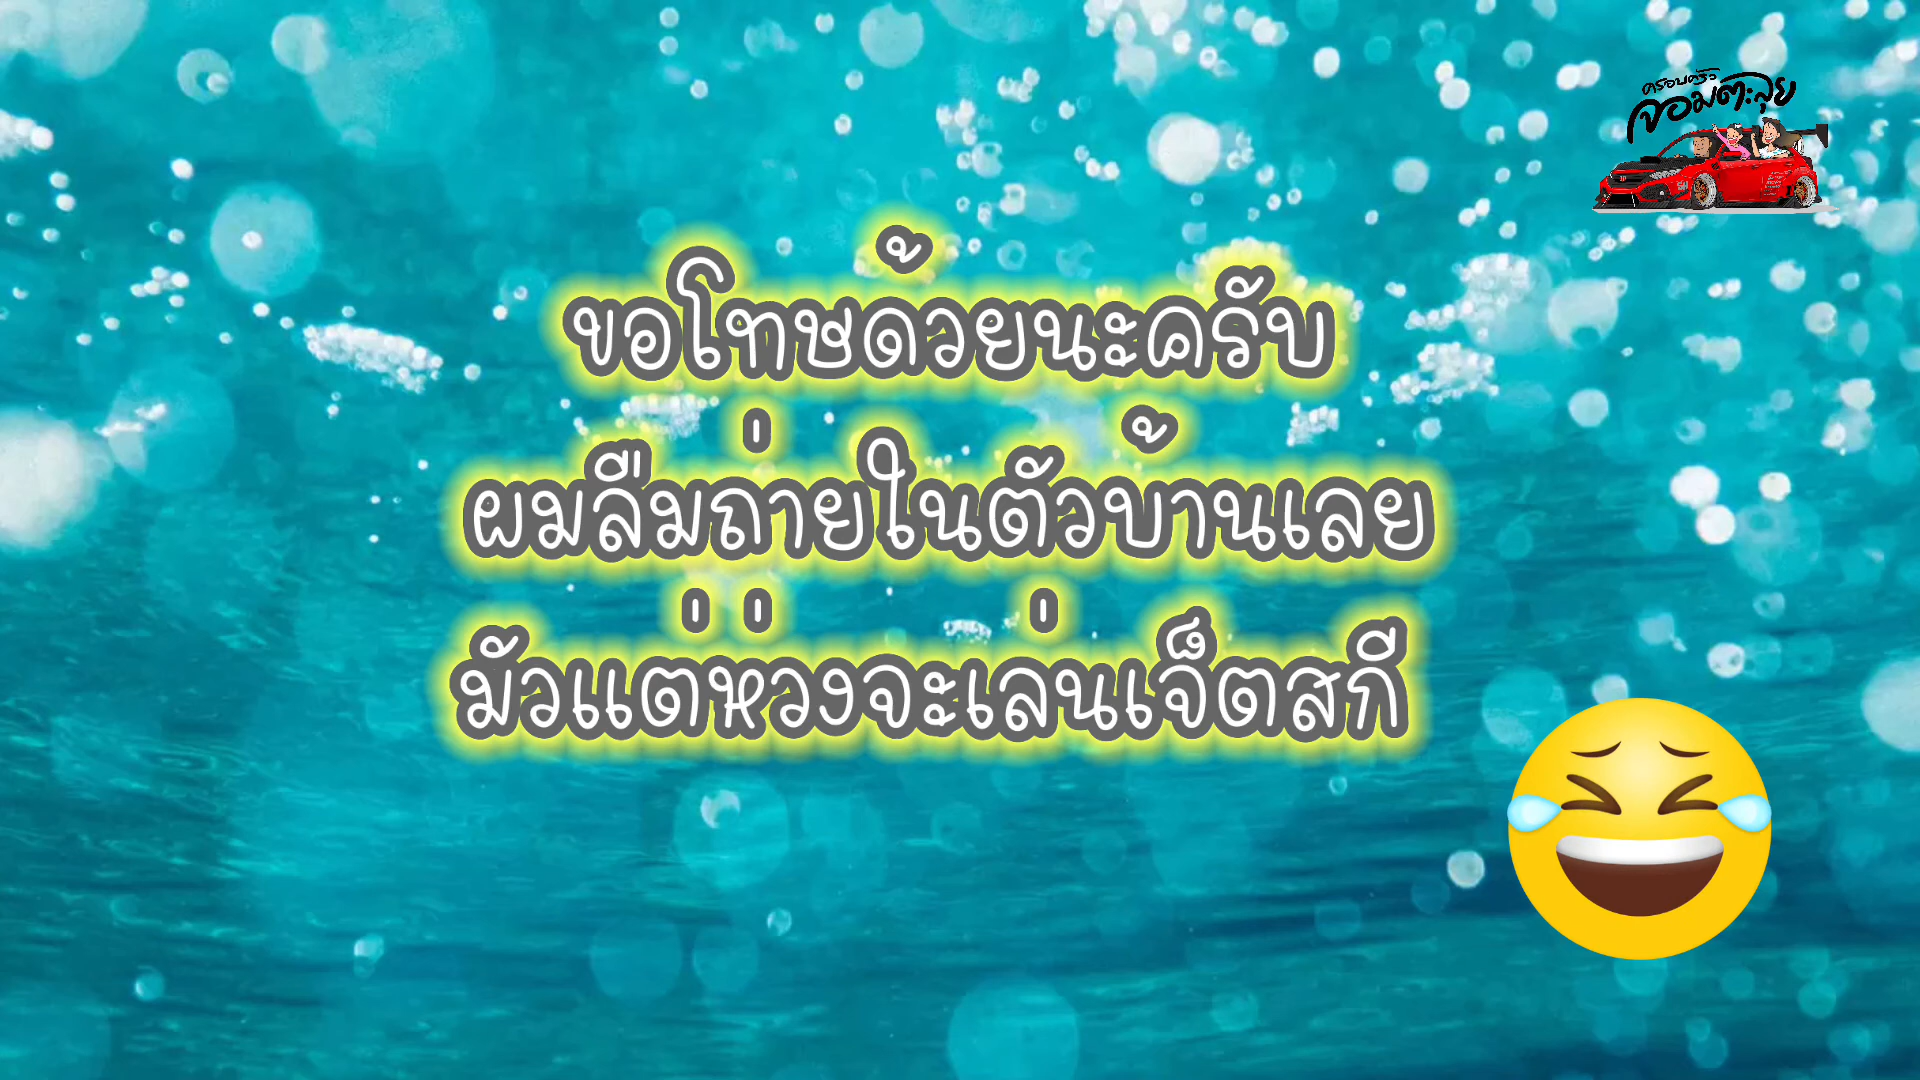 ครอบครัว
จอมตะลุย
ขอโทษด้วยนะครับ
ผมลืมถ่ายในตัวบ้านเลย
มัวแต่ห่วงจะเล่นเจ็ตสกี